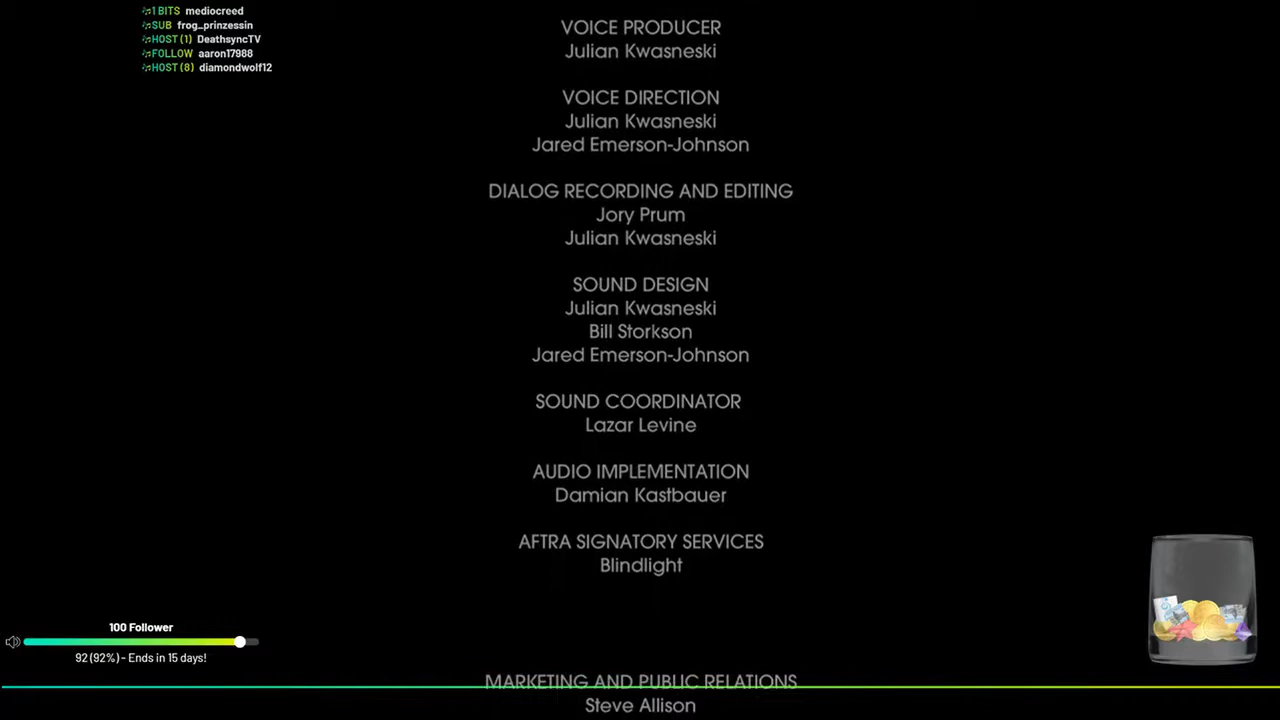 1 BITS mediocreed
SUB frog_prinzessin
HOST (1) DeathsyncTV
FOLLOW aaron17988
HOST (8) diamondwolf12
VOICE PRODUCER
Julian Kwasneski
VOICE DIRECTION
Julian Kwasneski
Jared Emerson-Johnson
DIALOG RECORDING AND EDITING
Jory Prum
Julian Kwasneski
SOUND DESIGN
Julian Kwasneski
Bill Storkson
Jared Emerson-Johnson
SOUND COORDINATOR
Lazar Levine
AUDIO IMPLEMENTATION
Damian Kastbauer
AFTRA SIGNATORY SERVICES
Blindlight
100 Follower
92 (92%) - Ends in 15 days!
MARKETING AND PUBLIC RELATIONS
Steve Allison